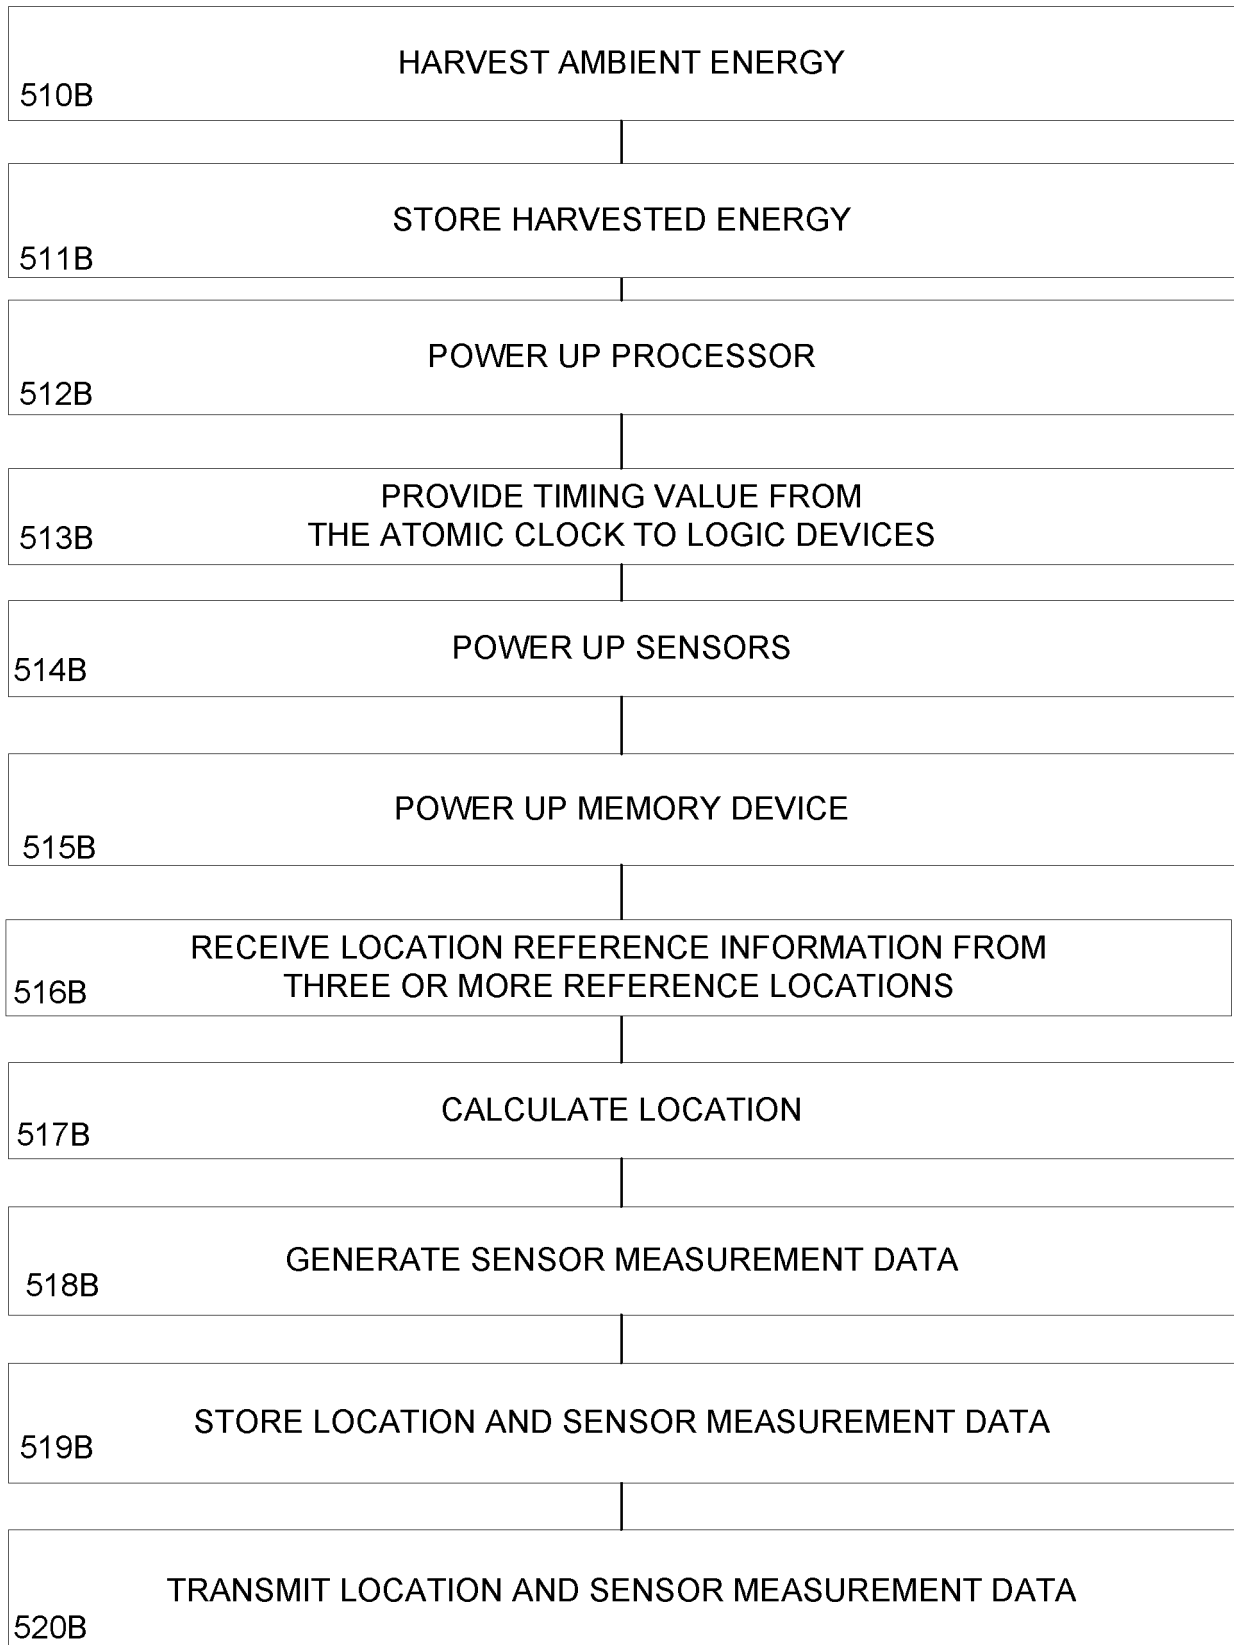 HARVEST AMBIENT ENERGY
510B
STORE HARVESTED ENERGY
511B
POWER UP PROCESSOR
512B
PROVIDE TIMING VALUE FROM
THE ATOMIC CLOCK TO LOGIC DEVICES
513B
POWER UP SENSORS
514B
POWER UP MEMORY DEVICE
515B
RECEIVE LOCATION REFERENCE INFORMATION FROM
THREE OR MORE REFERENCE LOCATIONS
516B
CALCULATE LOCATION
517B
GENERATE SENSOR MEASUREMENT DATA
518B
STORE LOCATION AND SENSOR MEASUREMENT DATA
519B
TRANSMIT LOCATION AND SENSOR MEASUREMENT DATA
520B